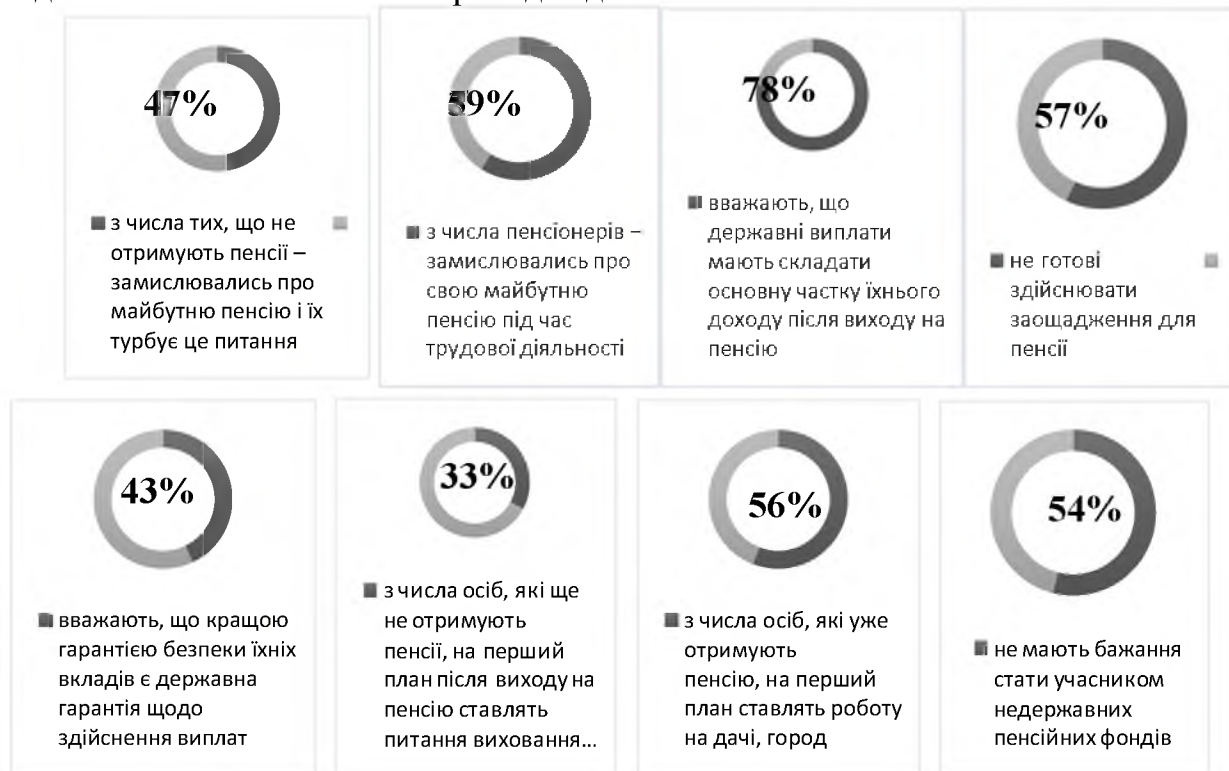 47%
з числа тих, що не
отримують пенсії –
замислювались про
майбутню пенсію і їх
турбує це питання
59%
з числа пенсіонерів –
замислювались про
свою майбутню
пенсію під час
трудової діяльності
78%
вважають, що
державні виплати
мають складати
основну частку їхнього
доходу після виходу на
пенсію
57%
не готові
здійснювати
заощадження для
пенсії
43%
вважають, що кращою
гарантією безпеки їхніх
вкладів є державна
гарантія щодо
здійснення виплат
33%
з числа осіб, які ще
не отримують
пенсії, на перший
план після виходу на
пенсію ставлять
питання виховання...
56%
з числа осіб, які уже
отримують
пенсію, на перший
план ставлять роботу
на дачі, город
54%
не мають бажання
стати учасником
недержавних
пенсійних фондів